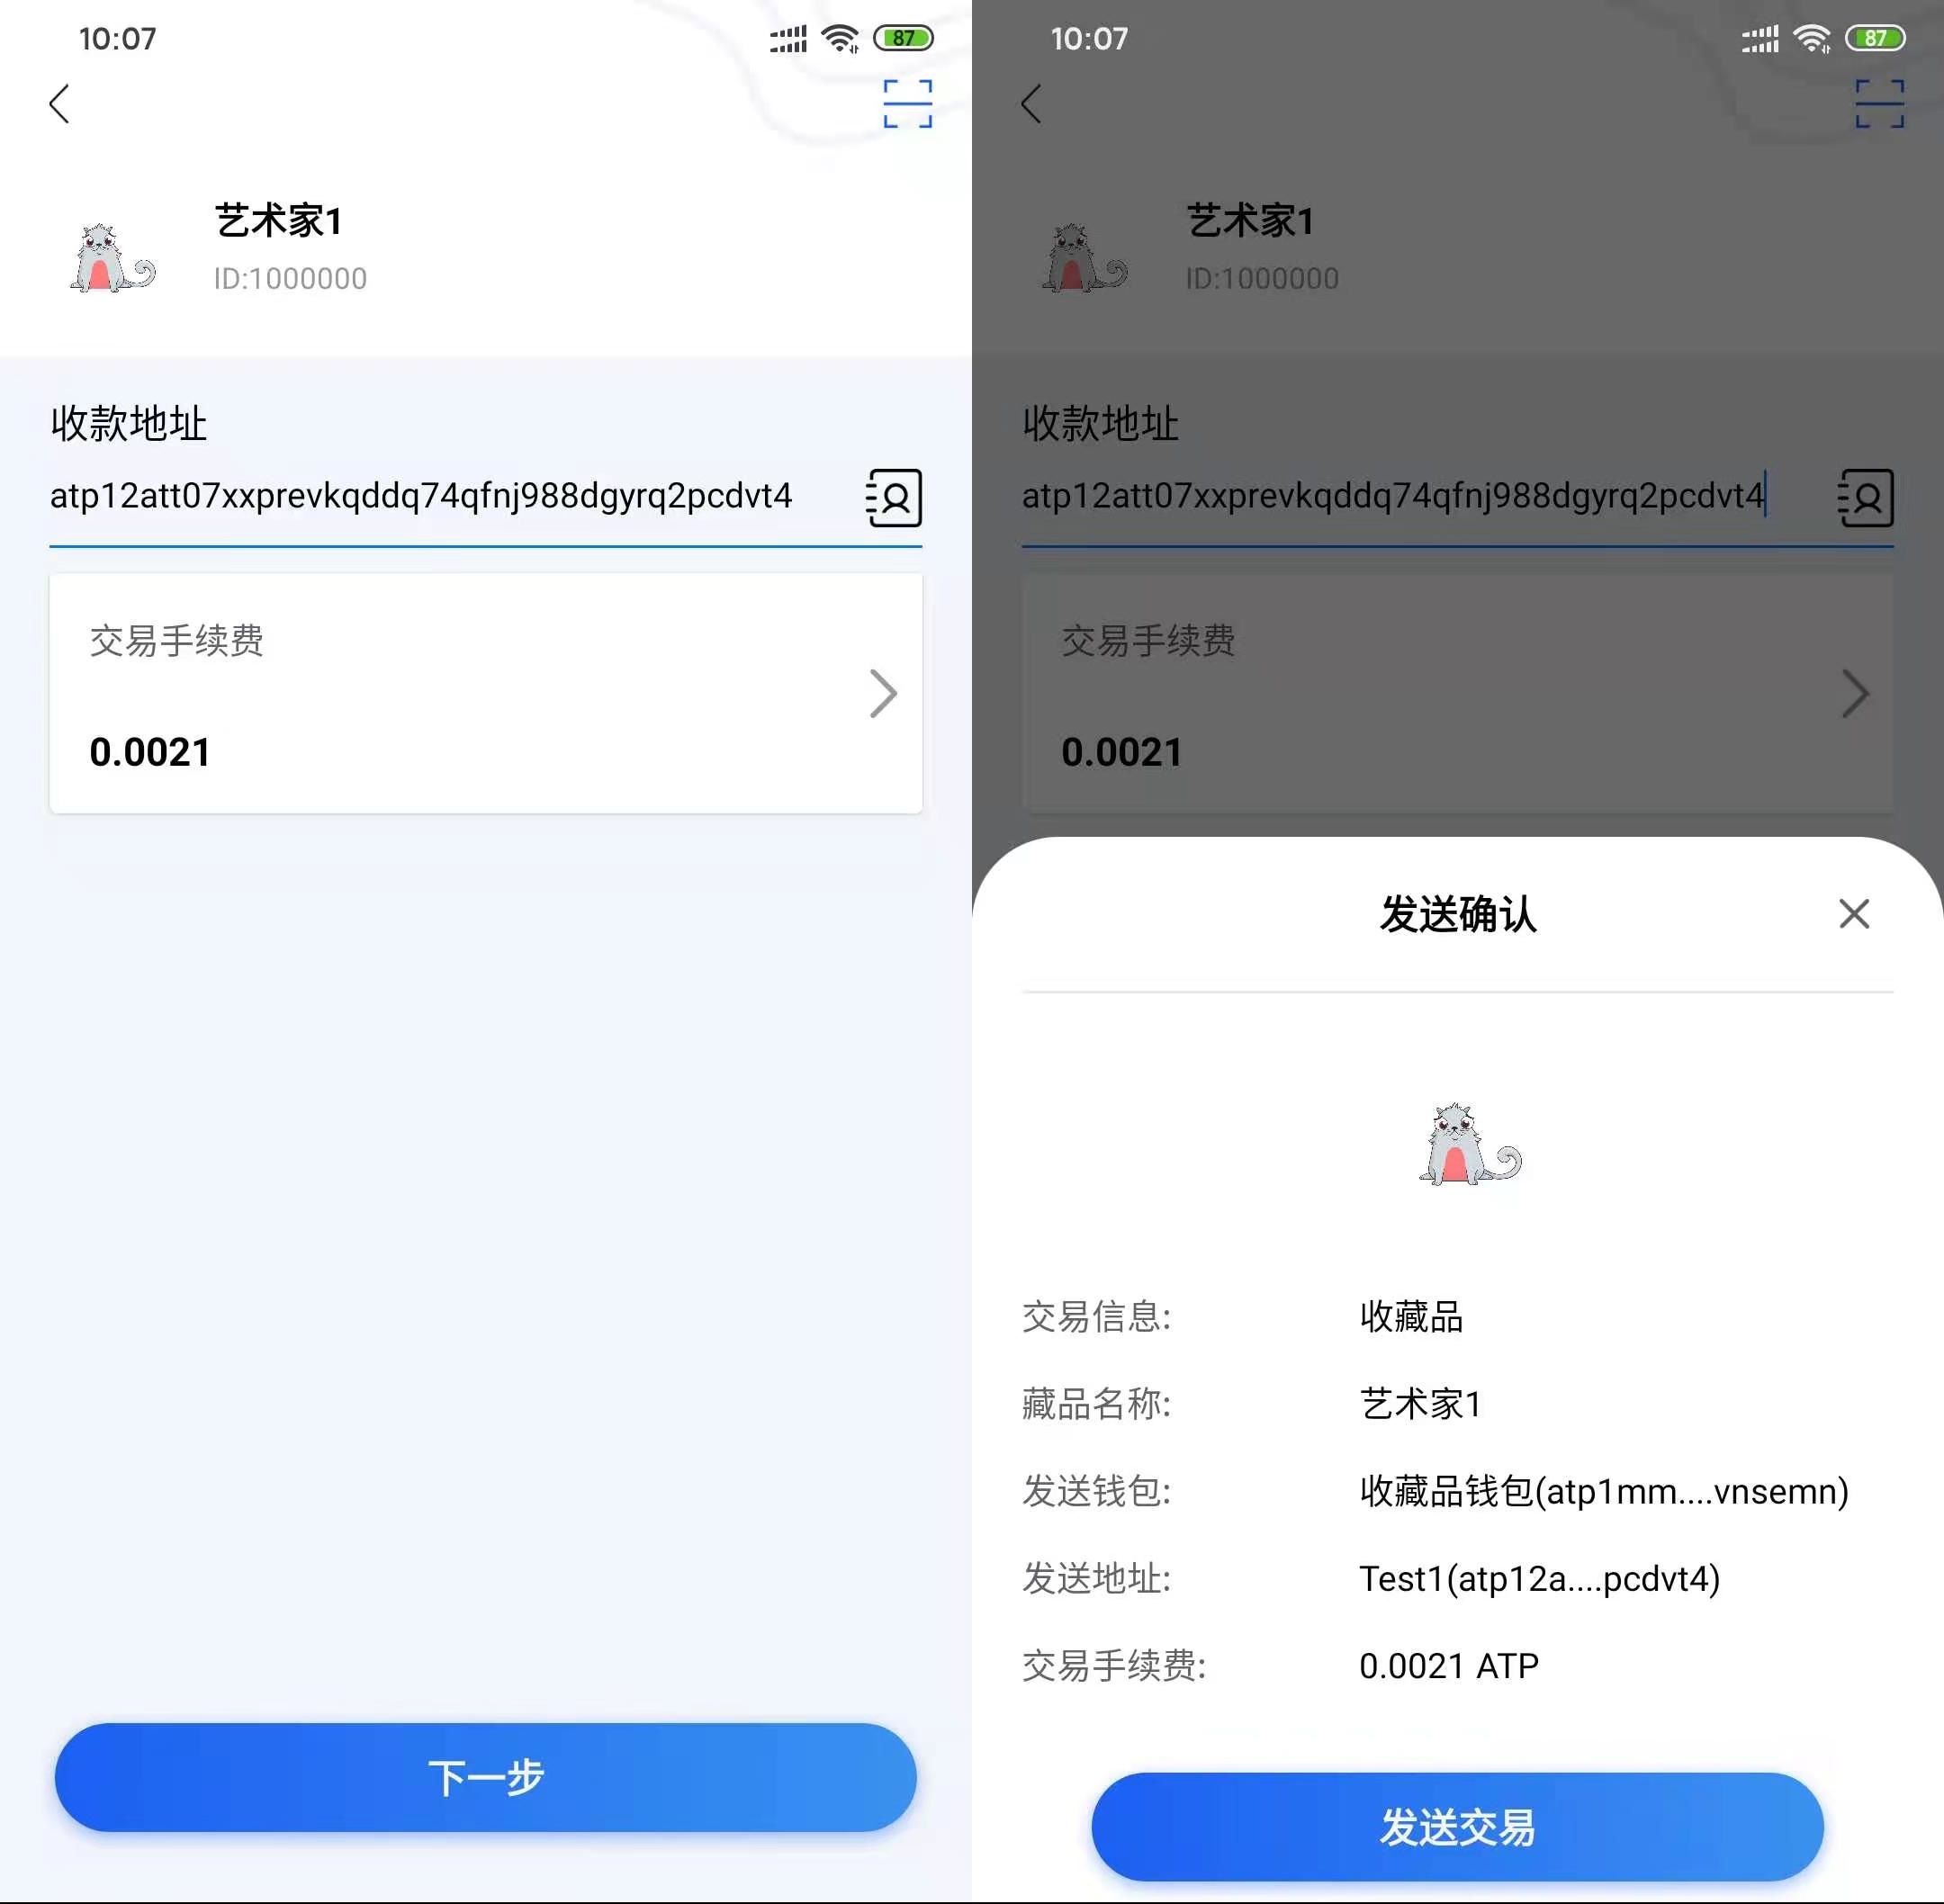 10:07
87
艺术家1
ID:1000000
收款地址
atp12att07xxprevkqddq74qfnj988dgyrq2pcdvt4
交易手续费
0.0021
下一步
10:07
87
艺术家1
ID:1000000
收款地址
atp12att07xxprevkqddq74qfnj988dgyrq2pcdvt4
交易手续费
0.0021
发送确认
交易信息: 收藏品
藏品名称: 艺术家1
发送钱包: 收藏品钱包(atp1mm....vnsemn)
发送地址: Test1(atp12a....pcdvt4)
交易手续费: 0.0021 ATP
发送交易